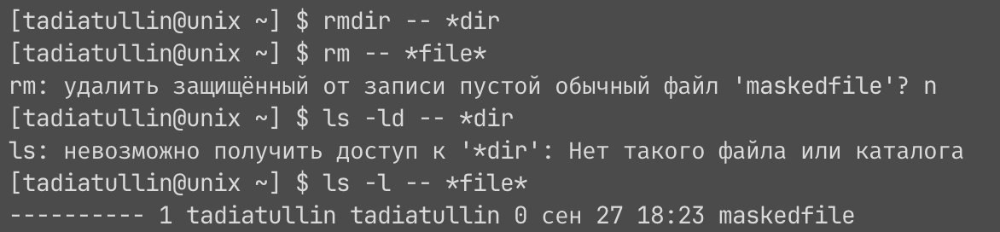 [tadiatullin@unix ~] $ rmdir -- *dir
[tadiatullin@unix ~] $ rm -- *file*
rm: удалить защищённый от записи пустой обычный файл 'maskedfile'? n
[tadiatullin@unix ~] $ ls -ld -- *dir
ls: невозможно получить доступ к '*dir': Нет такого файла или каталога
[tadiatullin@unix ~] $ ls -l -- *file*
---------- 1 tadiatullin tadiatullin 0 сен 27 18:23 maskedfile